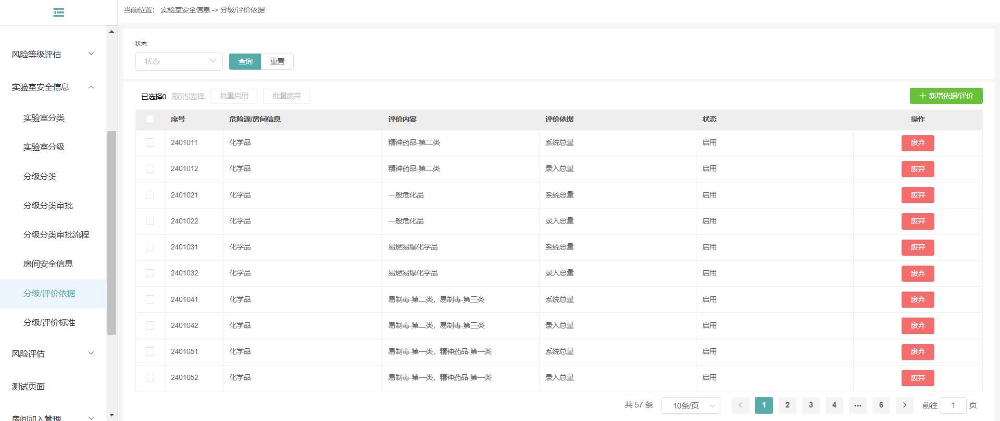 当前位置： 实验室安全信息 -> 分级/评价依据
风险等级评估
实验室安全信息
实验室分类
实验室分级
分级分类
分级分类审批
分级分类审批流程
房间安全信息
分级/评价依据
分级/评价标准
风险评估
测试页面
房间加入管理
状态
状态 查询 重置
已选择0 取消选择 批量启用 批量废弃 新增依据/评价
序号 危险源/房间信息 评价内容 评价依据 状态 操作
2401011 化学品 精神药品-第二类 系统总量 启用 废弃
2401012 化学品 精神药品-第二类 录入总量 启用 废弃
2401021 化学品 一般危化品 系统总量 启用 废弃
2401022 化学品 一般危化品 录入总量 启用 废弃
2401031 化学品 易燃易爆化学品 系统总量 启用 废弃
2401032 化学品 易燃易爆化学品 录入总量 启用 废弃
2401041 化学品 易制毒-第二类，易制毒-第三类 系统总量 启用 废弃
2401042 化学品 易制毒-第二类，易制毒-第三类 录入总量 启用 废弃
2401051 化学品 易制毒-第一类，精神药品-第一类 系统总量 启用 废弃
2401052 化学品 易制毒-第一类，精神药品-第一类 录入总量 启用 废弃
共 57 条 10条/页 1 2 3 4 ••• 6 前往 1 页